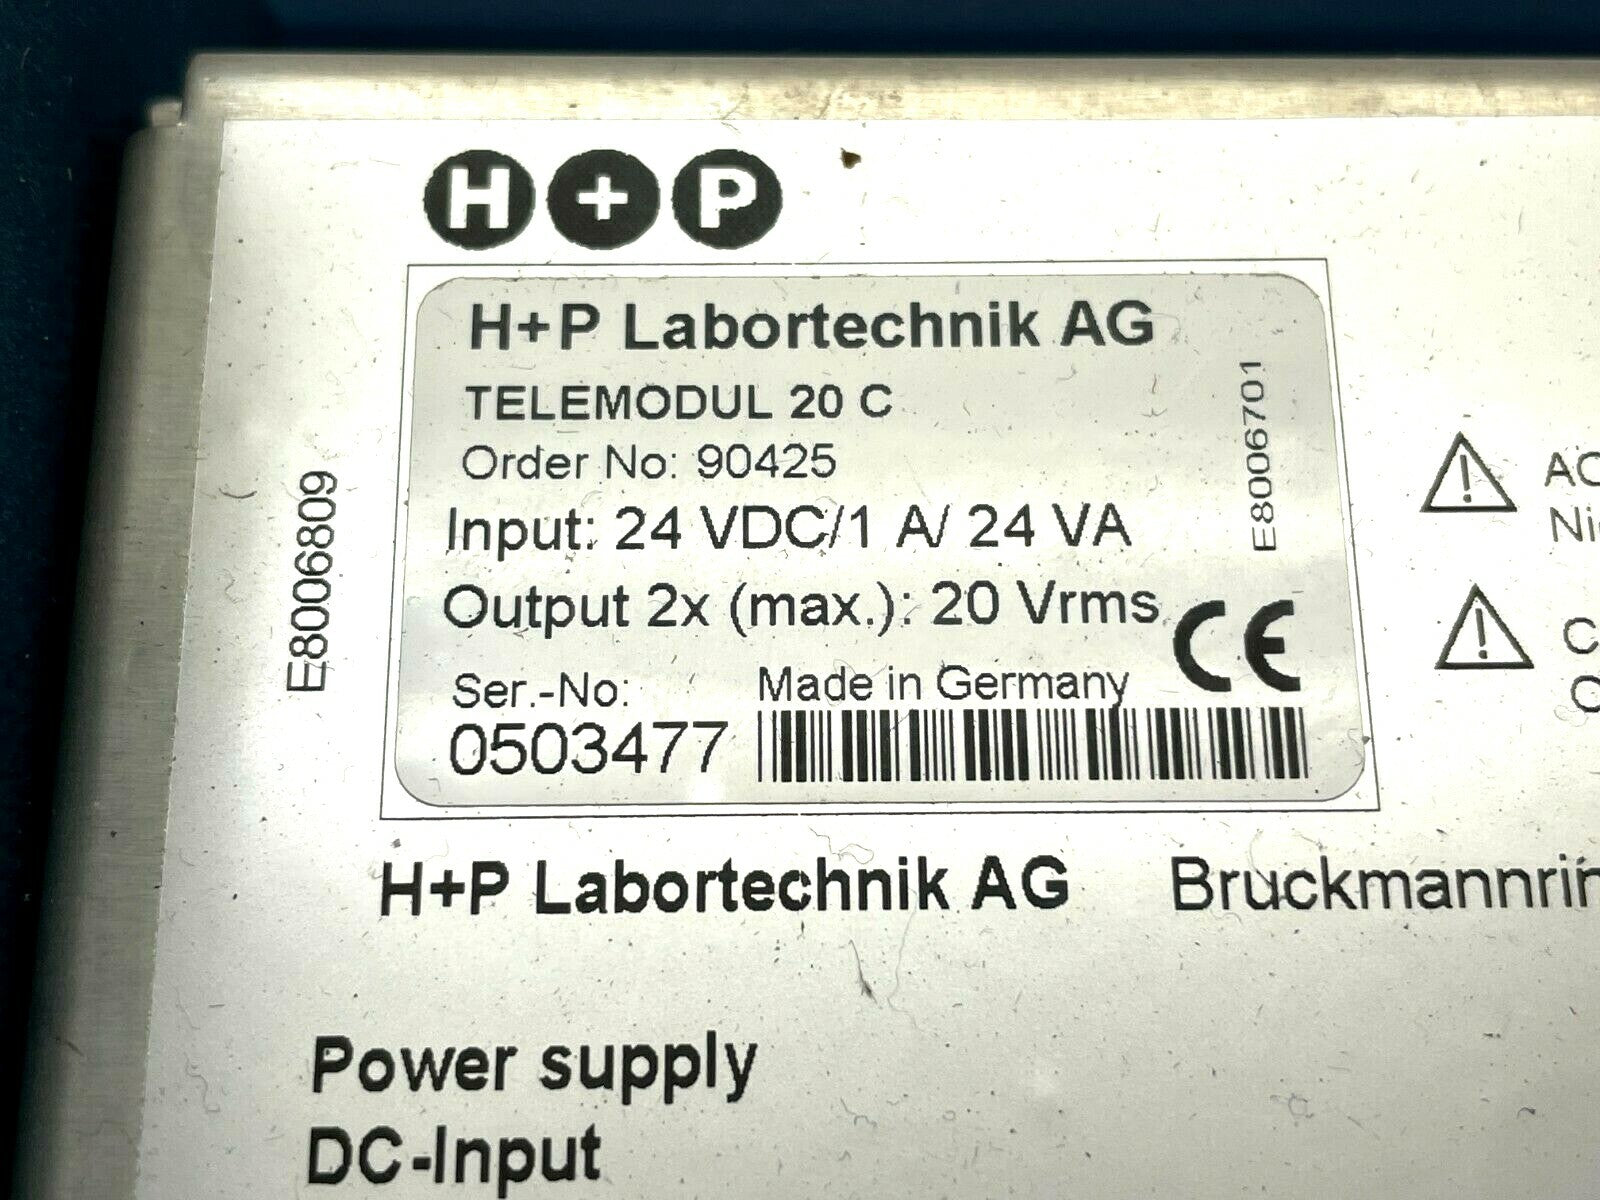 H+P
H+P Labortechnik AG
TELEMODUL 20 C
Order No: 90425
Input: 24 VDC/1 A/ 24 VA
Output 2x (max.): 20 Vrms
CE
Ser.-No:
Made in Germany
0503477
E8006701
E8006809
H+P Labortechnik AG
Power supply
DC-Input